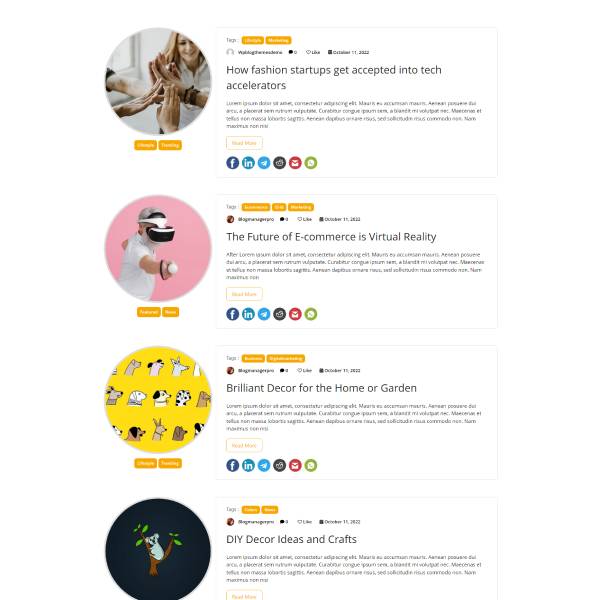 Tags : Lifestyle Marketing
Wpblogthemesdemo 0 Like October 11, 2022
How fashion startups get accepted into tech
accelerators
Lorem ipsum dolor sit amet, consectetur adipiscing elit. Mauris eu accumsan mauris. Aenean posuere dui
arcu, a placerat sem rutrum vulputate. Curabitur congue ipsum sem, a blandit mi volutpat nec. Maecenas et
tellus non massa lobortis sagittis. Aenean dapibus ornare risus, sed sollicitudin risus commodo non. Nam
maximus non nisi
Lifestyle Trending
Read More
Tags : Ecommerce Grid Marketing
Blogmanagerpro 0 Like October 11, 2022
The Future of E-commerce is Virtual Reality
After Lorem ipsum dolor sit amet, consectetur adipiscing elit. Mauris eu accumsan mauris. Aenean posuere
dui arcu, a placerat sem rutrum vulputate. Curabitur congue ipsum sem, a blandit mi volutpat nec. Maecenas
et tellus non massa lobortis sagittis. Aenean dapibus ornare risus, sed sollicitudin risus commodo non. Nam
maximus non
Read More
Featured News
Tags : Business Digitalmarketing
Blogmanagerpro 0 Like October 11, 2022
Brilliant Decor for the Home or Garden
Lorem ipsum dolor sit amet, consectetur adipiscing elit. Mauris eu accumsan mauris. Aenean posuere dui
arcu, a placerat sem rutrum vulputate. Curabitur congue ipsum sem, a blandit mi volutpat nec. Maecenas et
tellus non massa lobortis sagittis. Aenean dapibus ornare risus, sed sollicitudin risus commodo non. Nam
maximus non nisi
Read More
Lifestyle Trending
Tags : News
Blogmanagerpro 0 Like October 11, 2022
DIY Decor Ideas and Crafts
Lorem ipsum dolor sit amet, consectetur adipiscing elit. Mauris eu accumsan mauris. Aenean posuere dui
arcu, a placerat sem rutrum vulputate. Curabitur congue ipsum sem, a blandit mi volutpat nec. Maecenas et
tellus non massa lobortis sagittis. Aenean dapibus ornare risus, sed sollicitudin risus commodo non. Nam
maximus non nisi
Read More